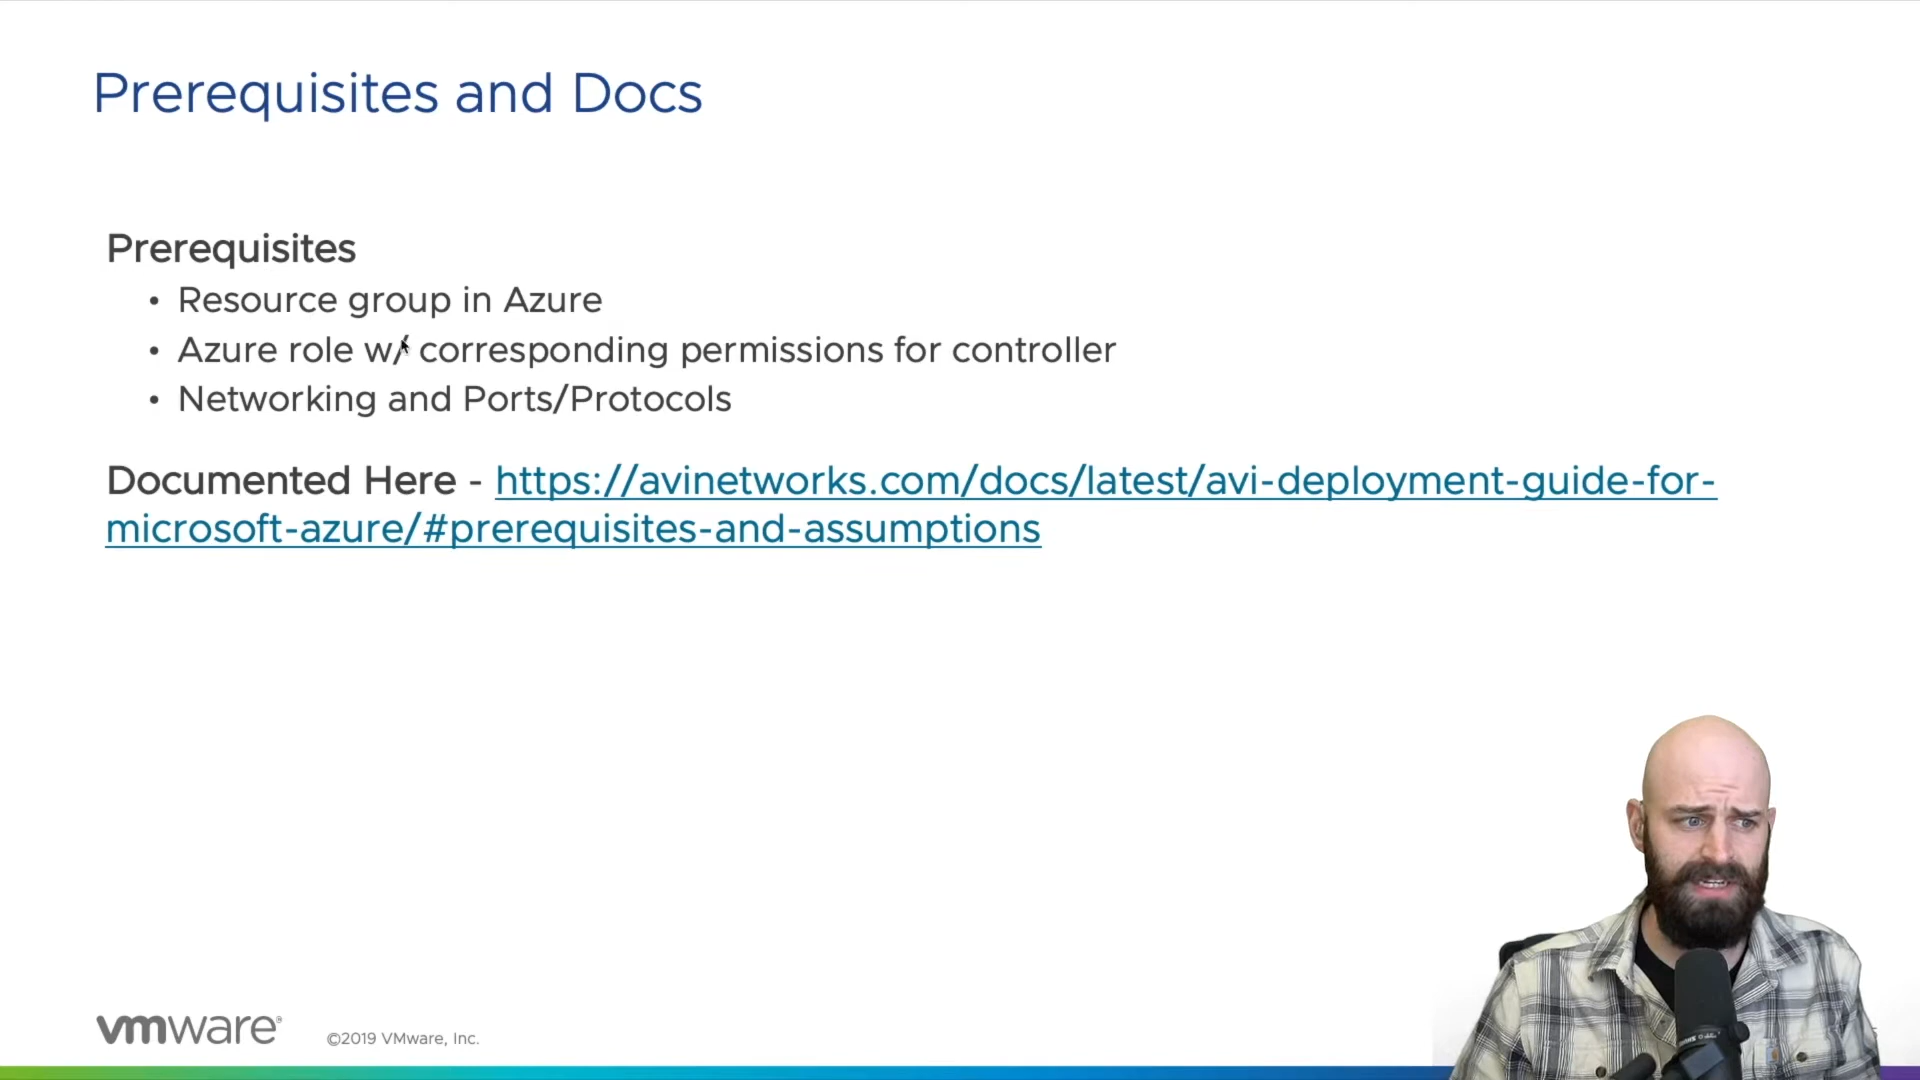 Prerequisites and Docs
Prerequisites
• Resource group in Azure
• Azure role w/ corresponding permissions for controller
• Networking and Ports/Protocols
Documented Here - https://avinetworks.com/docs/latest/avi-deployment-guide-for-
microsoft-azure/#prerequisites-and-assumptions
vmware®
©2019 VMware, Inc.